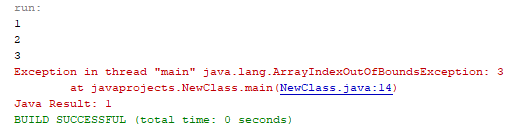 run:
1
2
3
Exception in thread "main" java.lang.ArrayIndexOutOfBoundsException: 3
at javaprojects.NewClass.main(NewClass.java:14)
Java Result: 1
BUILD SUCCESSFUL (total time: 0 seconds)